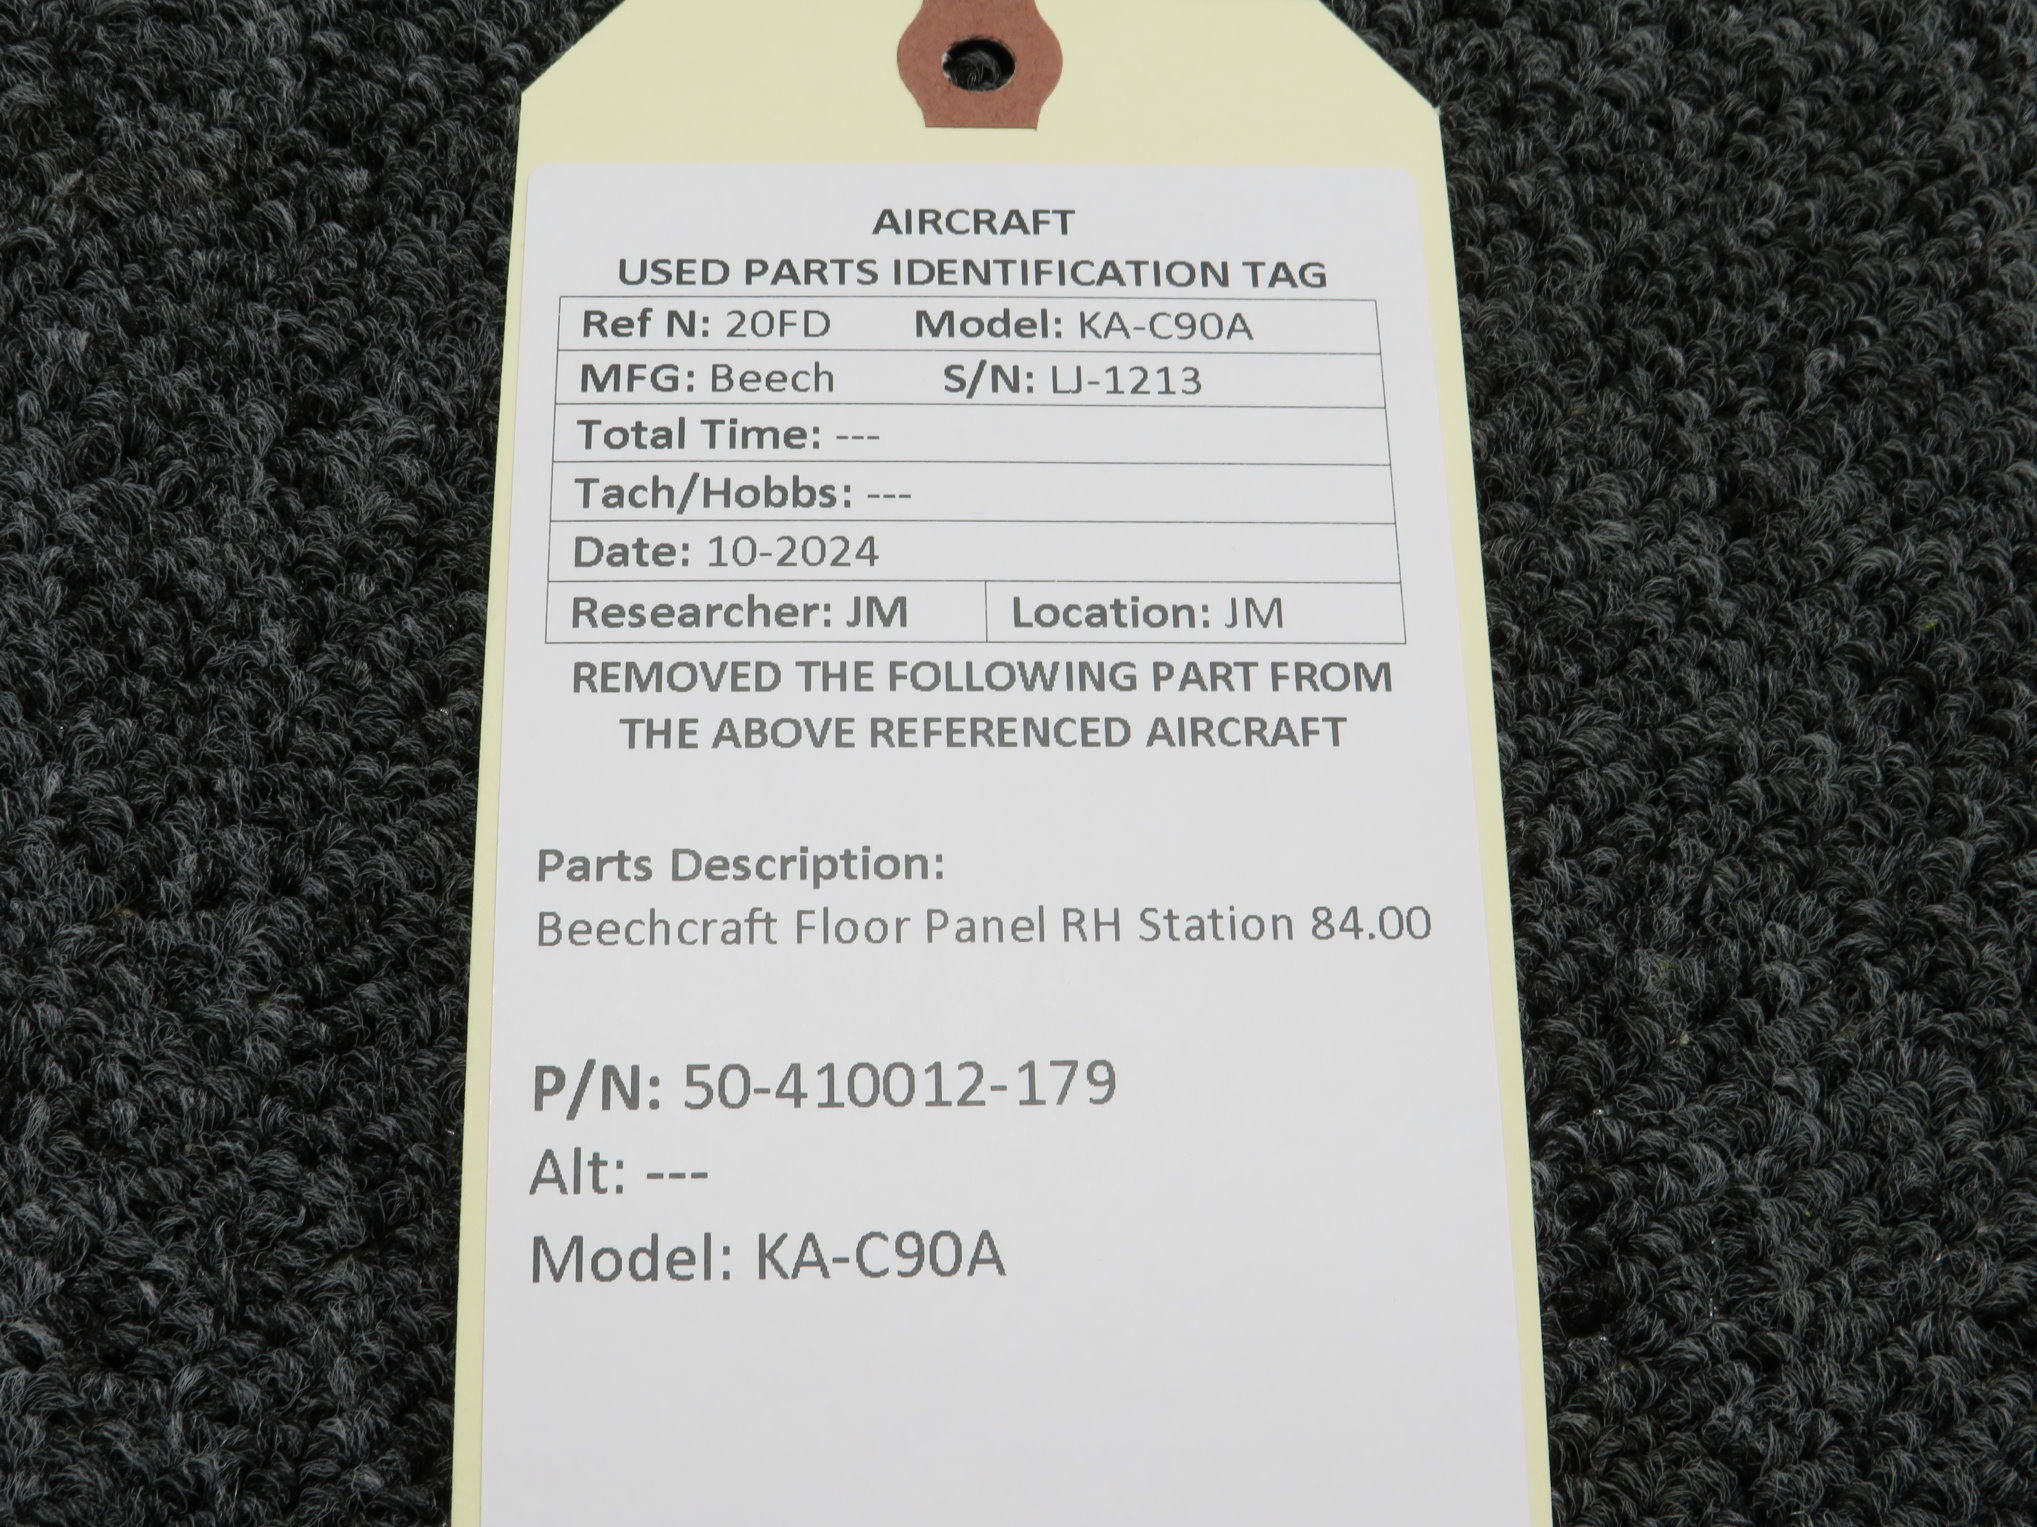 AIRCRAFT
USED PARTS IDENTIFICATION TAG
Ref N: 20FD Model: KA-C90A
MFG: Beech S/N: LJ-1213
Total Time: ---
Tach/Hobbs: ---
Date: 10-2024
Researcher: JM Location: JM
REMOVED THE FOLLOWING PART FROM
THE ABOVE REFERENCED AIRCRAFT
Parts Description:
Beechcraft Floor Panel RH Station 84.00
P/N: 50-410012-179
Alt: ---
Model: KA-C90A